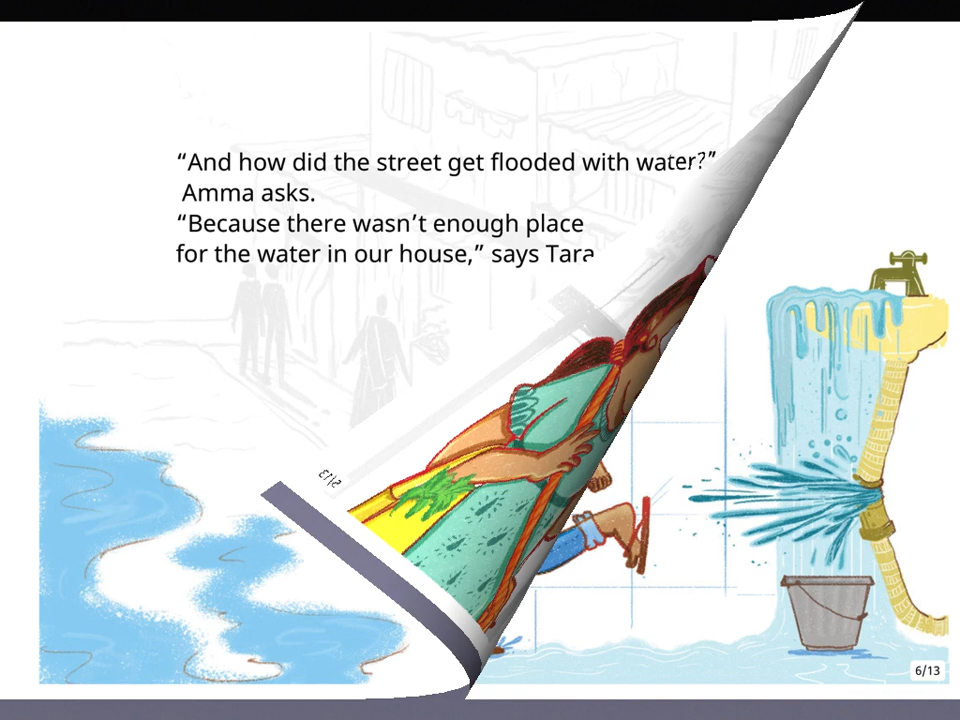 “And how did the street get flooded with water?”
Amma asks.
“Because there wasn’t enough place
for the water in our house,” says Tara
6/13